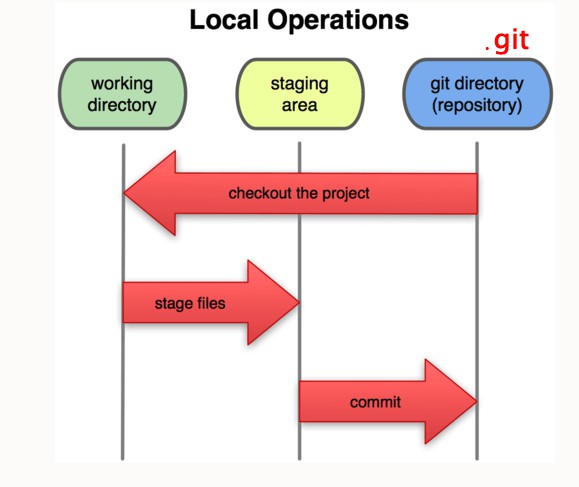 Local Operations
.git
working
directory
staging
area
git directory
(repository)
checkout the project
stage files
commit